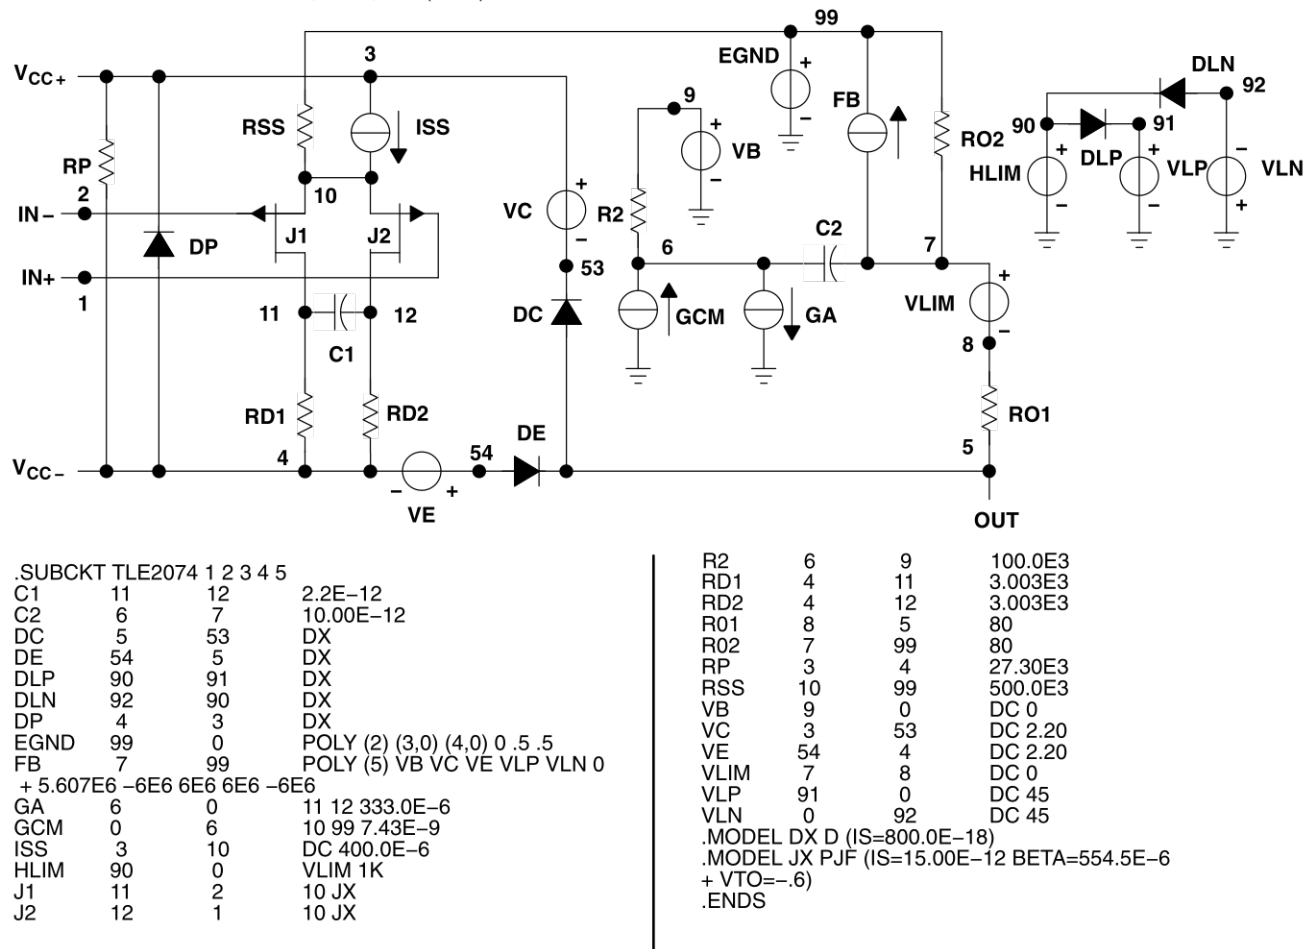 99
3
VCC+
EGND
+
−
DLN
92
9
FB
RSS
ISS
+
VB
−
RO2
90
91
DLP
+
HLIM
−
+
VLP
−
−
VLN
+
RP
2
10
IN−
J1
J2
DP
VC
+
−
R2
C2
6
7
IN+
1
53
11
12
C1
DC
GCM
GA
VLIM
+
−
8
RD1
RD2
RO1
DE
54
4
5
VCC−
−
+
VE
OUT
.SUBCKT TLE2074 1 2 3 4 5
C1 11 12 2.2E−12
C2 6 7 10.00E−12
DC 5 53 DX
DE 54 5 DX
DLP 90 91 DX
DLN 92 90 DX
DP 4 3 DX
EGND 99 0 POLY (2) (3,0) (4,0) 0 .5 .5
FB 7 99 POLY (5) VB VC VE VLP VLN 0
+ 5.607E6 −6E6 6E6 6E6 −6E6
GA 6 0 11 12 333.0E−6
GCM 0 6 10 99 7.43E−9
ISS 3 10 DC 400.0E−6
HLIM 90 0 VLIM 1K
J1 11 2 10 JX
J2 12 1 10 JX
R2 6 9 100.0E3
RD1 4 11 3.003E3
RD2 4 12 3.003E3
R01 8 5 80
R02 7 99 80
RP 3 4 27.30E3
RSS 10 99 500.0E3
VB 9 0 DC 0
VC 3 53 DC 2.20
VE 54 4 DC 2.20
VLIM 7 8 DC 0
VLP 91 0 DC 45
VLN 0 92 DC 45
.MODEL DX D (IS=800.0E−18)
.MODEL JX PJF (IS=15.00E−12 BETA=554.5E−6
+ VTO=−.6)
.ENDS